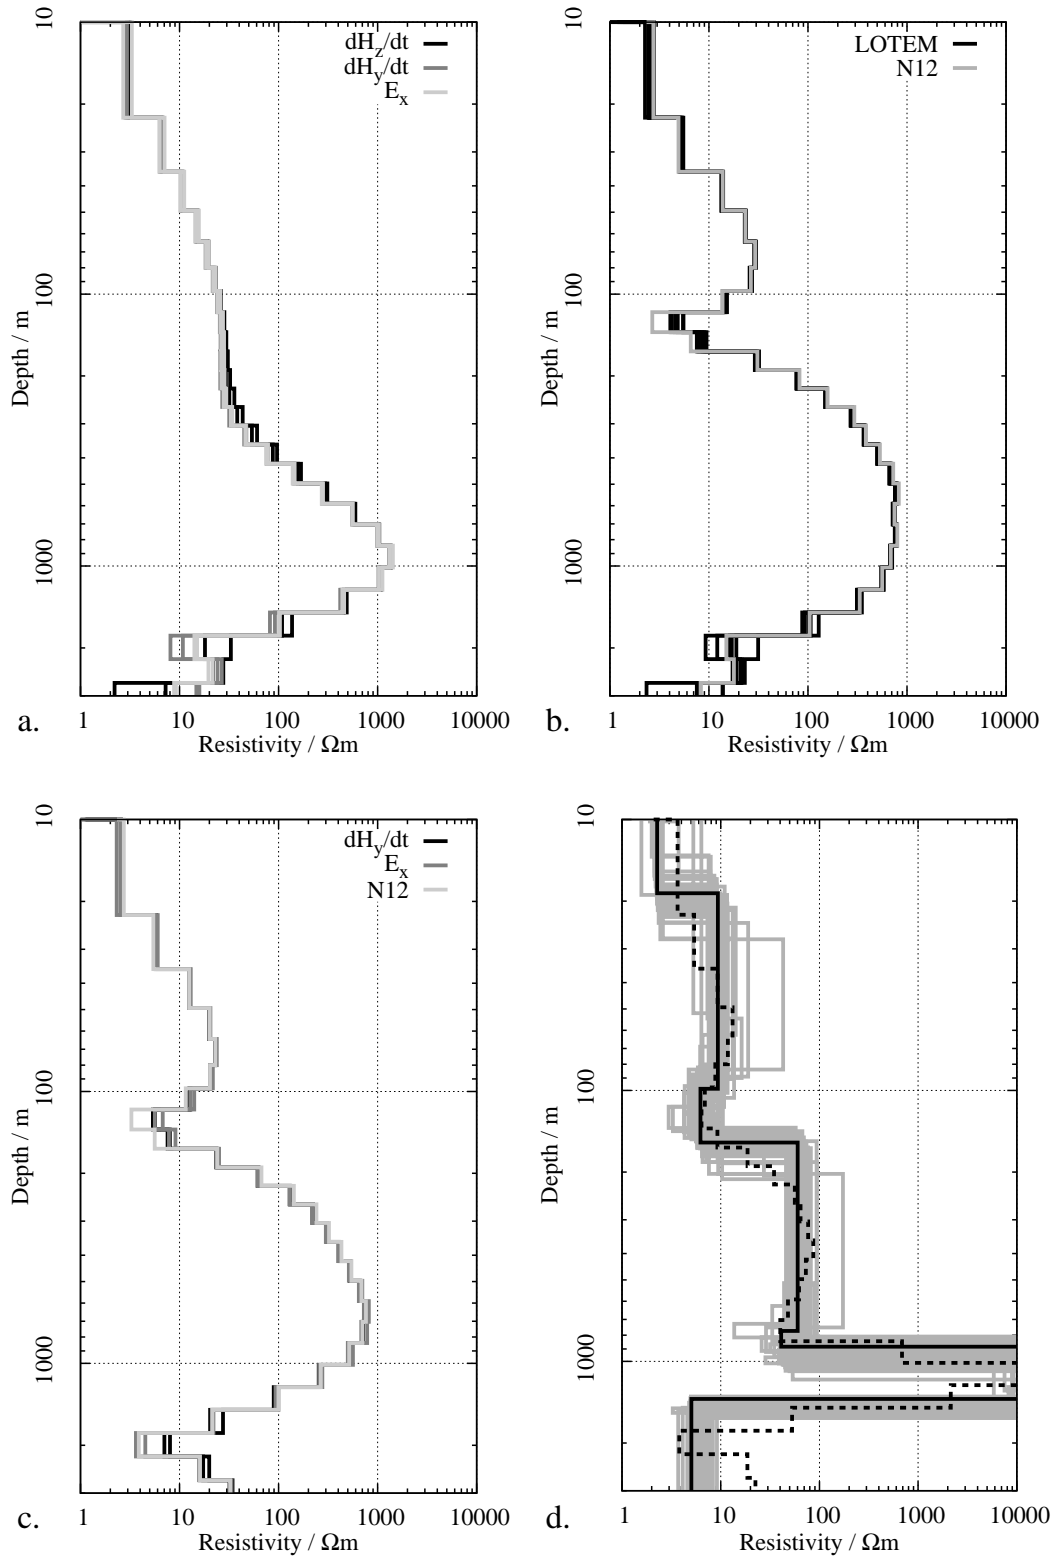 10
100
1000
Depth / m
dH_z/dt
dH_y/dt
E_x
1 10 100 1000 10000
Resistivity / Ωm
a.
10
100
1000
Depth / m
LOTEM
N12
1 10 100 1000 10000
Resistivity / Ωm
b.
10
100
1000
Depth / m
dH_y/dt
E_x
N12
1 10 100 1000 10000
Resistivity / Ωm
c.
10
100
1000
Depth / m
1 10 100 1000 10000
Resistivity / Ωm
d.